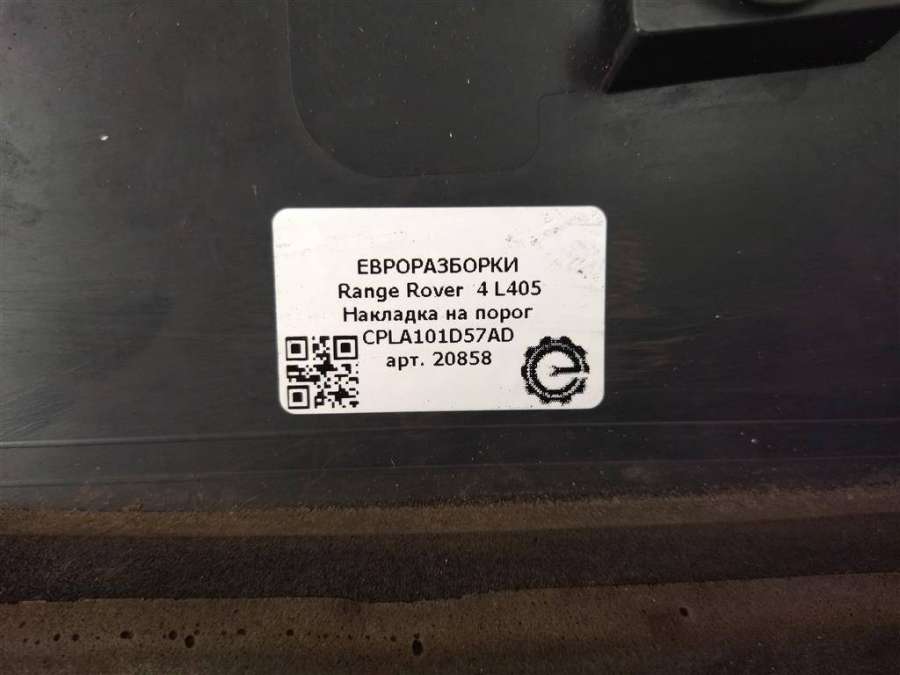 ЕВРОРАЗБОРКИ
Range Rover 4 L405
Накладка на порог
CPLA101D57AD
арт. 20858